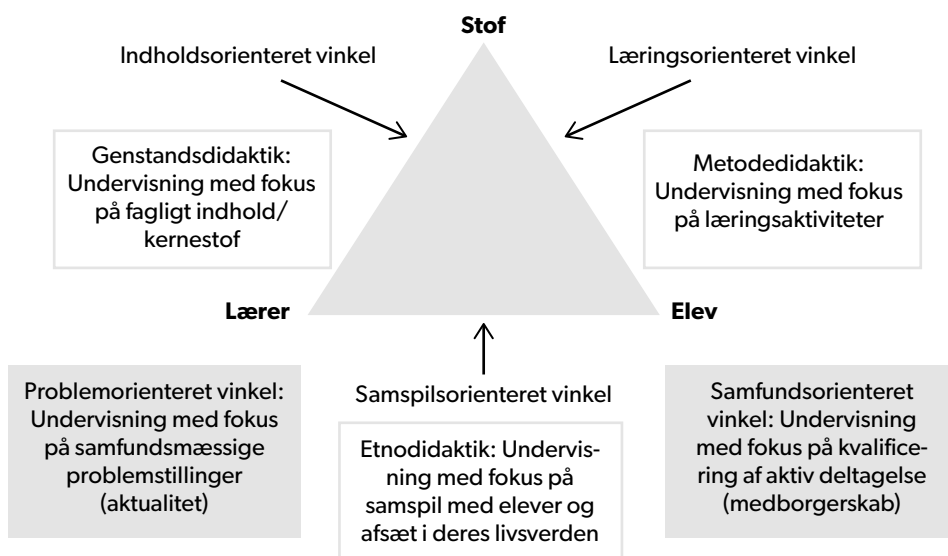 Stof
Indholdsorienteret vinkel
Læringsorienteret vinkel
Genstandsdidaktik:
Undervisning med fokus
på fagligt indhold/
kernestof
Metodedidaktik:
Undervisning med fokus
på læringsaktiviteter
Lærer
Elev
Problemorienteret vinkel:
Undervisning med fokus
på samfundsmæssige
problemstillinger
(aktualitet)
Samspilsorienteret vinkel
Etnodidaktik: Undervis-
ning med fokus på
samspil med elever og
afsæt i deres livsverden
Samfundsorienteret
vinkel: Undervisning
med fokus på kvalifice-
ring af aktiv deltagelse
(medborgerskab)